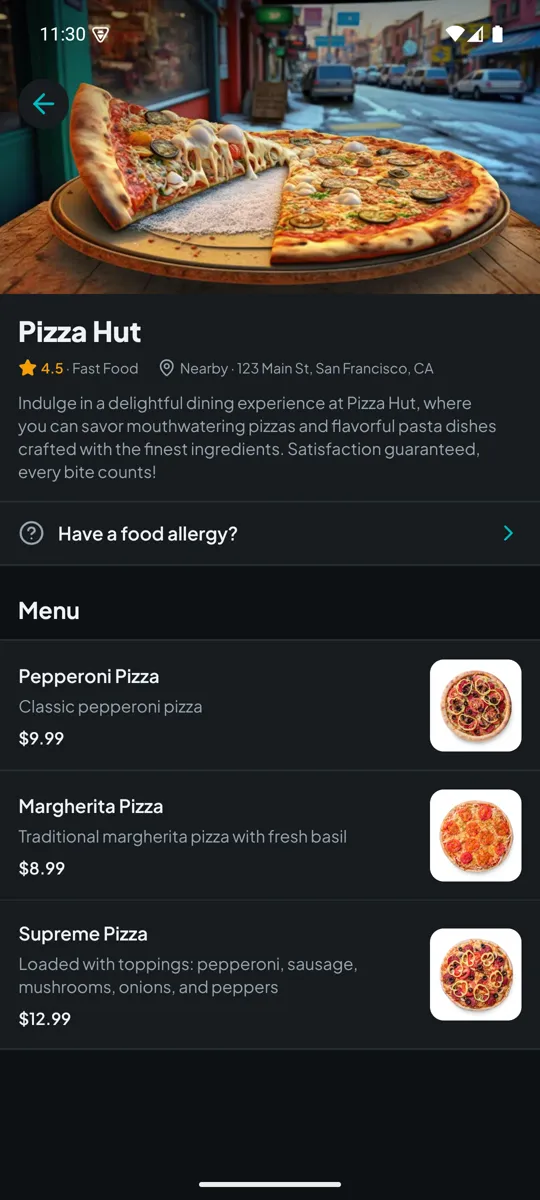 11:30
Pizza Hut
4.5 · Fast Food Nearby · 123 Main St, San Francisco, CA
Indulge in a delightful dining experience at Pizza Hut, where
you can savor mouthwatering pizzas and flavorful pasta dishes
crafted with the finest ingredients. Satisfaction guaranteed,
every bite counts!
Have a food allergy?
Menu
Pepperoni Pizza
Classic pepperoni pizza
$9.99
Margherita Pizza
Traditional margherita pizza with fresh basil
$8.99
Supreme Pizza
Loaded with toppings: pepperoni, sausage,
mushrooms, onions, and peppers
$12.99